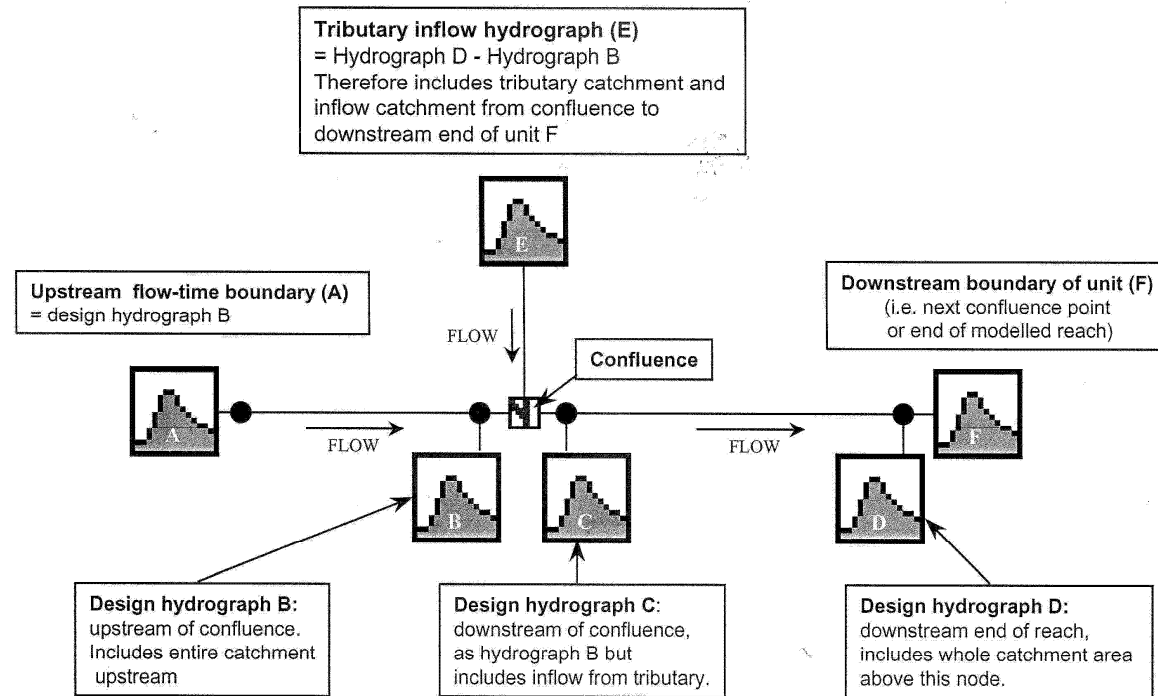 Tributary inflow hydrograph (E)
= Hydrograph D - Hydrograph B
Therefore includes tributary catchment and
inflow catchment from confluence to
downstream end of unit F
E
Upstream flow-time boundary (A)
= design hydrograph B
Downstream boundary of unit (F)
(i.e. next confluence point
or end of modelled reach)
FLOW
Confluence
A
FLOW
FLOW
F
B
C
D
Design hydrograph B:
upstream of confluence.
Includes entire catchment
upstream
Design hydrograph C:
downstream of confluence,
as hydrograph B but
includes inflow from tributary.
Design hydrograph D:
downstream end of reach,
includes whole catchment area
above this node.